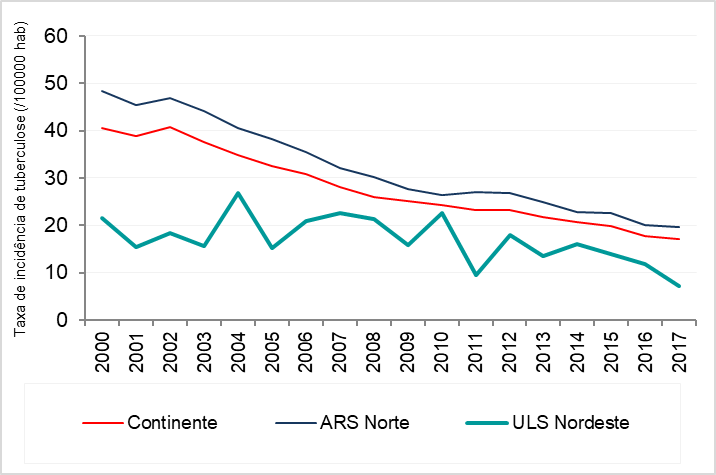 Taxa de incidência de tuberculose (/100000 hab)
60
50
40
30
20
10
0
2000 2001 2002 2003 2004 2005 2006 2007 2008 2009 2010 2011 2012 2013 2014 2015 2016 2017
Continente ARS Norte ULS Nordeste